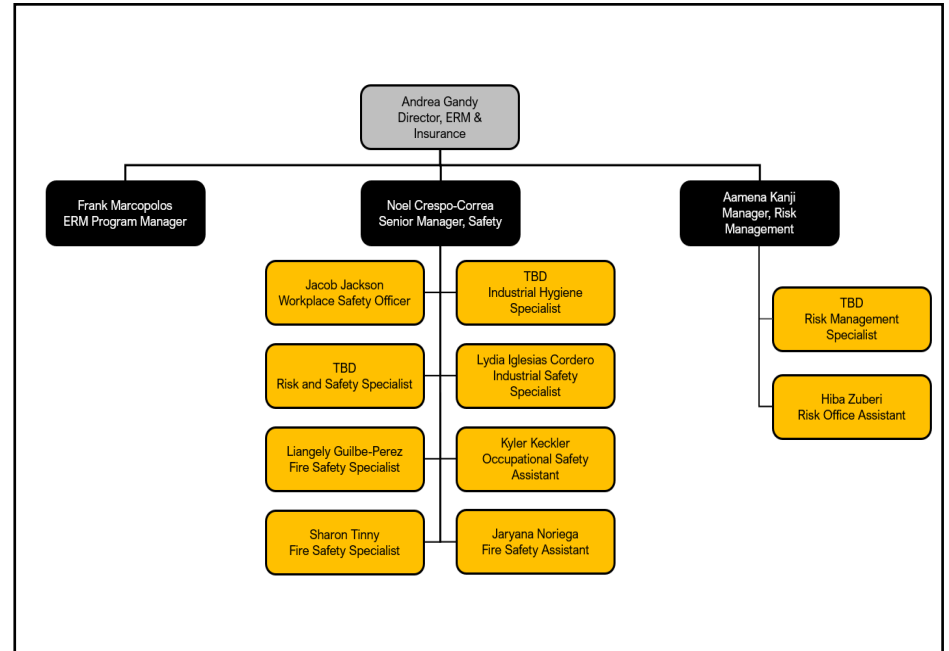 Andrea Gandy
Director, ERM &
Insurance
Frank Marcopolos
ERM Program Manager
Noel Crespo-Correa
Senior Manager, Safety
Aamena Kanji
Manager, Risk
Management
Jacob Jackson
Workplace Safety Officer
TBD
Industrial Hygiene
Specialist
TBD
Risk Management
Specialist
TBD
Risk and Safety Specialist
Lydia Iglesias Cordero
Industrial Safety
Specialist
Hiba Zuberi
Risk Office Assistant
Liangely Guilbe-Perez
Fire Safety Specialist
Kyler Keckler
Occupational Safety
Assistant
Sharon Tinny
Fire Safety Specialist
Jaryana Noriega
Fire Safety Assistant